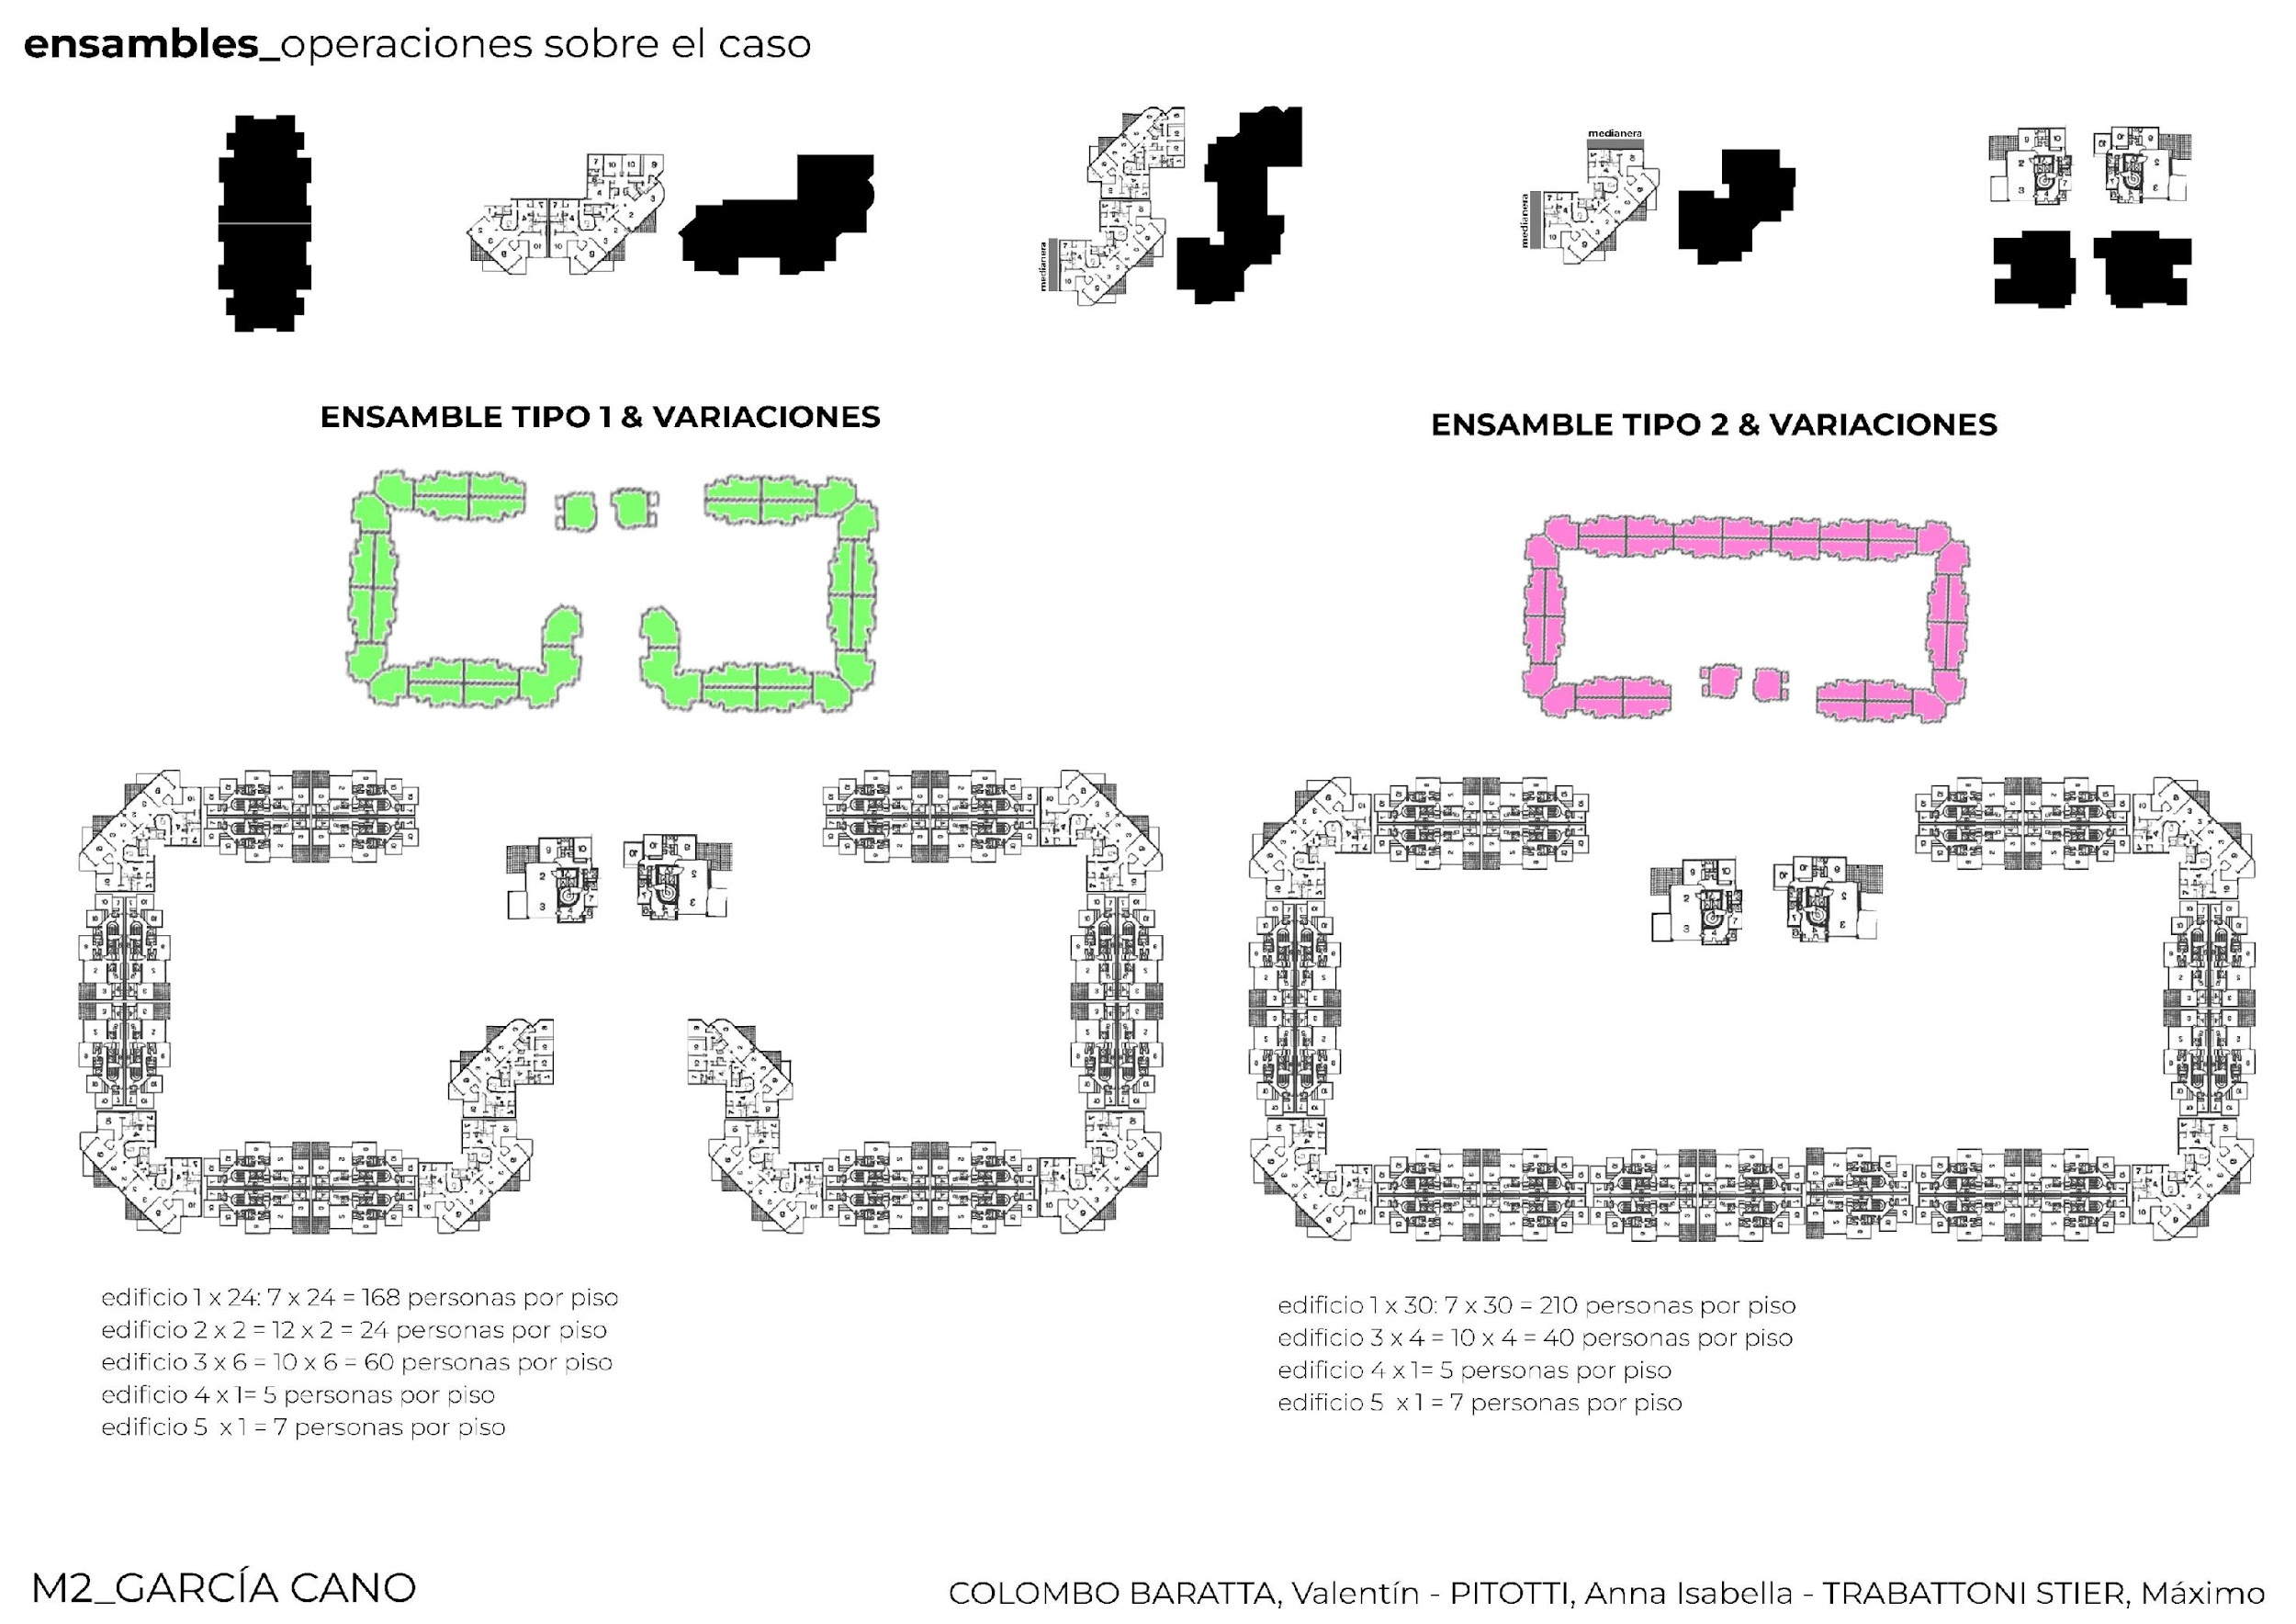 ensambles_operaciones sobre el caso
medianera
medianera
medianera
ENSAMBLE TIPO 1 & VARIACIONES
ENSAMBLE TIPO 2 & VARIACIONES
edificio 1 x 24: 7 x 24 = 168 personas por piso
edificio 2 x 2 = 12 x 2 = 24 personas por piso
edificio 3 x 6 = 10 x 6 = 60 personas por piso
edificio 4 x 1= 5 personas por piso
edificio 5 x 1 = 7 personas por piso
edificio 1 x 30: 7 x 30 = 210 personas por piso
edificio 3 x 4 = 10 x 4 = 40 personas por piso
edificio 4 x 1= 5 personas por piso
edificio 5 x 1 = 7 personas por piso
M2_GARCÍA CANO
COLOMBO BARATTA, Valentín - PITOTTI, Anna Isabella - TRABATTONI STIER, Máximo